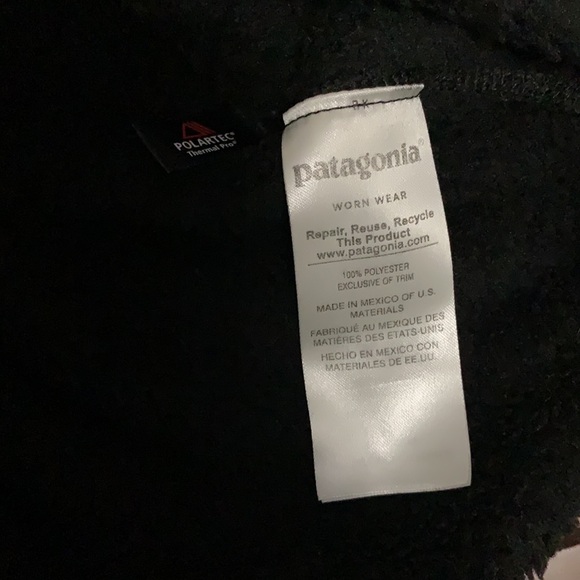 POLARTEC®
Thermal Pro®
patagonia®
WORN WEAR
Repair, Reuse, Recycle
This Product
www.patagonia.com
100% POLYESTER
EXCLUSIVE OF TRIM
MADE IN MEXICO OF U.S.
MATERIALS
FABRIQUÉ AU MEXIQUE DES
MATIÈRES DES ETATS-UNIS
HECHO EN MEXICO CON
MATERIALES DE EE.UU.